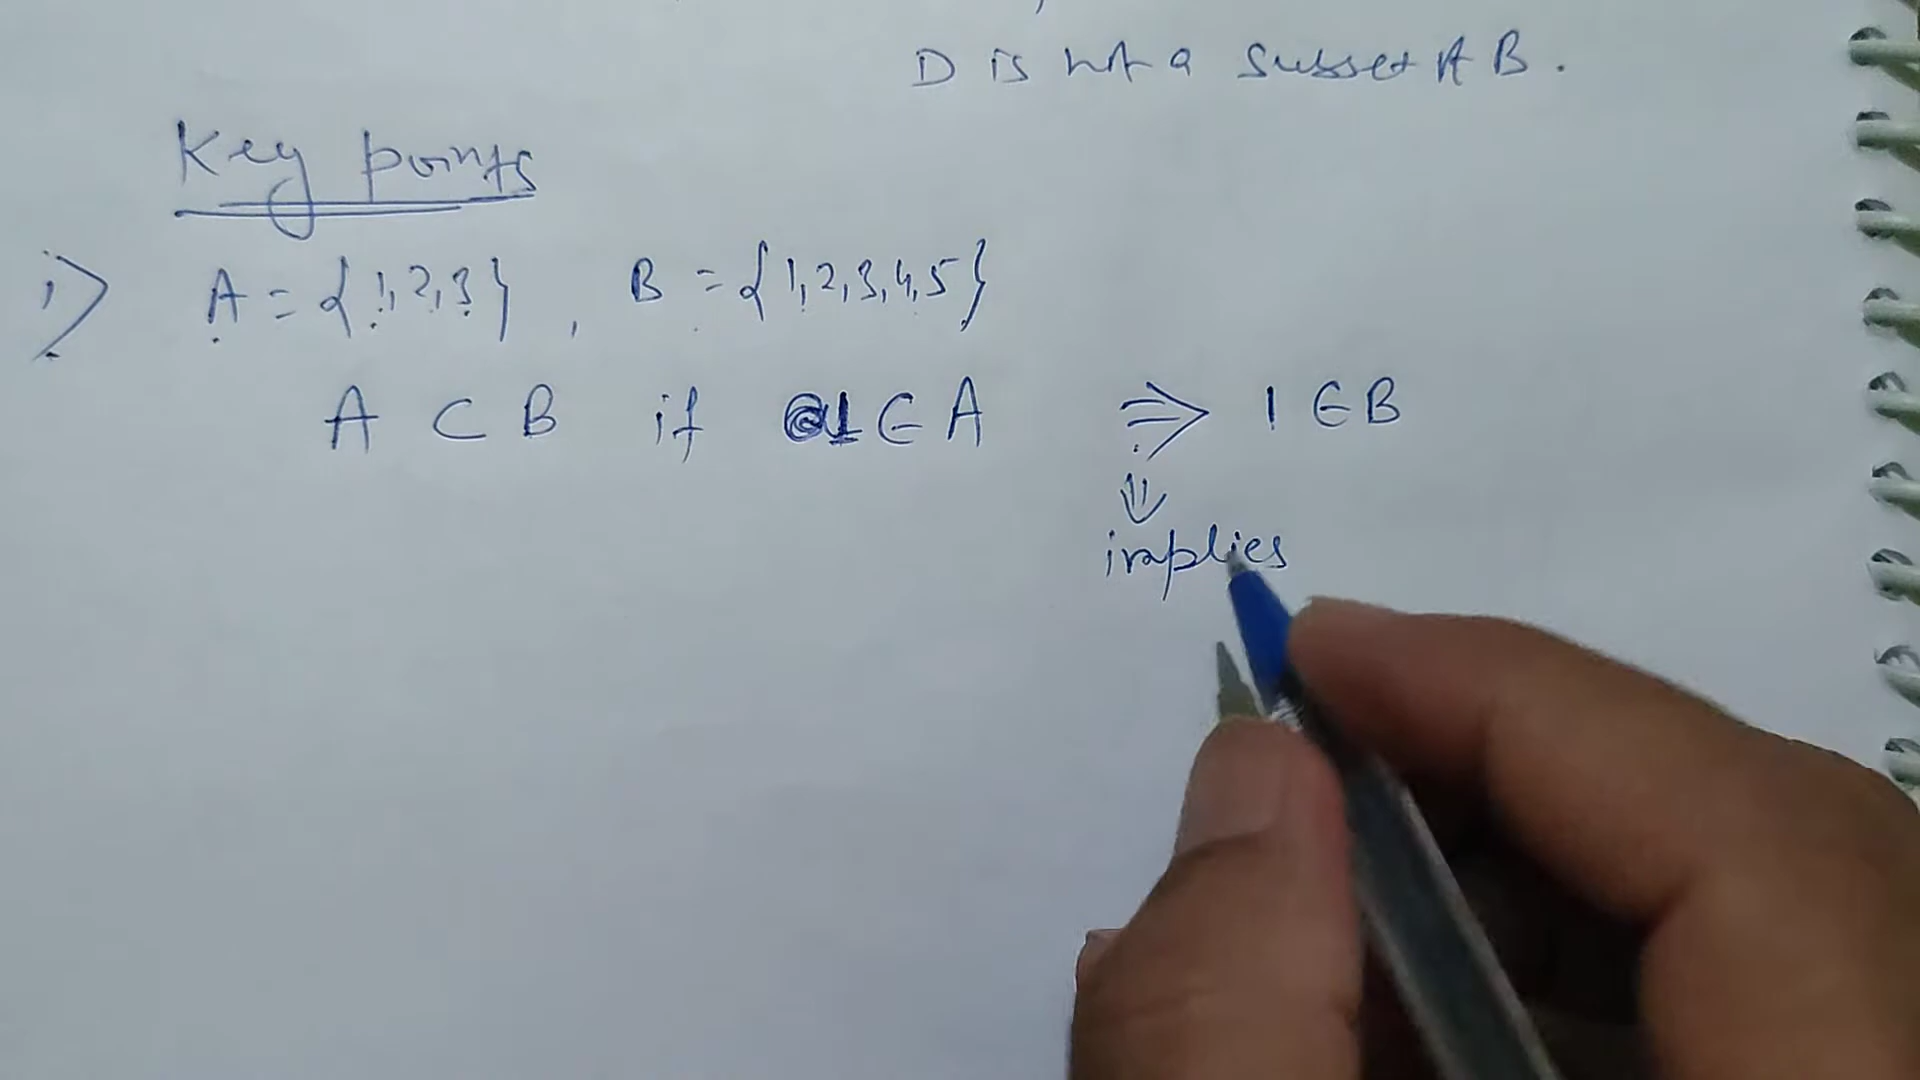 D is not a subset of B.
Key points
i) A = {1,2,3} , B = {1,2,3,4,5}
A ⊂ B if 1 ∈ A ⇒ 1 ∈ B
⇓
implies